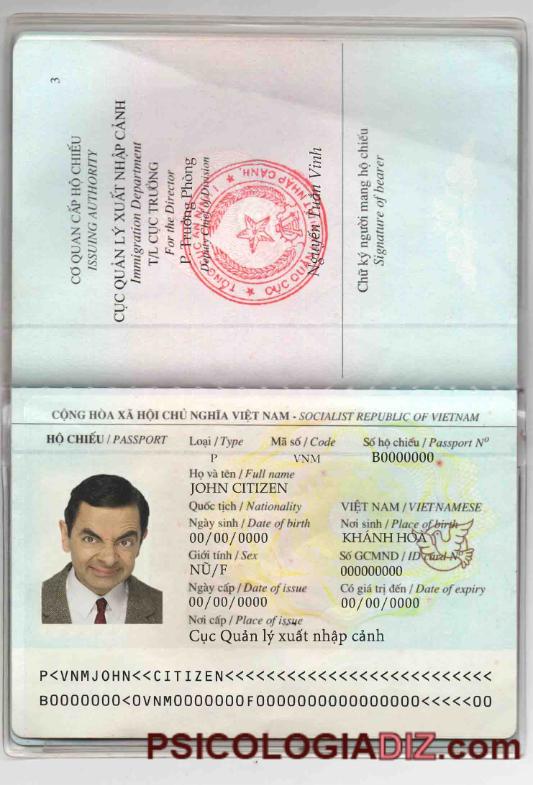 3
CƠ QUAN CẤP HỘ CHIẾU
ISSUING AUTHORITY
CỤC QUẢN LÝ XUẤT NHẬP CẢNH
Immigration Department
T/L CỤC TRƯỞNG
For the Director
P. Trưởng Phòng
Deputy Chief of Division
Nguyễn Tuấn Vinh
Chữ ký người mang hộ chiếu
Signature of bearer
CỘNG HÒA XÃ HỘI CHỦ NGHĨA VIỆT NAM - SOCIALIST REPUBLIC OF VIETNAM
HỘ CHIẾU / PASSPORT Loại / Type Mã số / Code Số hộ chiếu / Passport Nº
P VNM B0000000
Họ và tên / Full name
JOHN CITIZEN
Quốc tịch / Nationality VIỆT NAM / VIETNAMESE
Ngày sinh / Date of birth Nơi sinh / Place of birth
00/00/0000 KHÁNH HÒA
Giới tính / Sex Số GCMND / ID card Nº
NŨ/F 000000000
Ngày cấp / Date of issue Có giá trị đến / Date of expiry
00/00/0000 00/00/0000
Nơi cấp / Place of issue
Cục Quản lý xuất nhập cảnh
P<VNMJOHN<<CITIZEN<<<<<<<<<<<<<<<<<<<<<<<<<<
B0000000<0VNM0000000F0000000000000000<<<<<00
PSICOLOGIADIZ.com